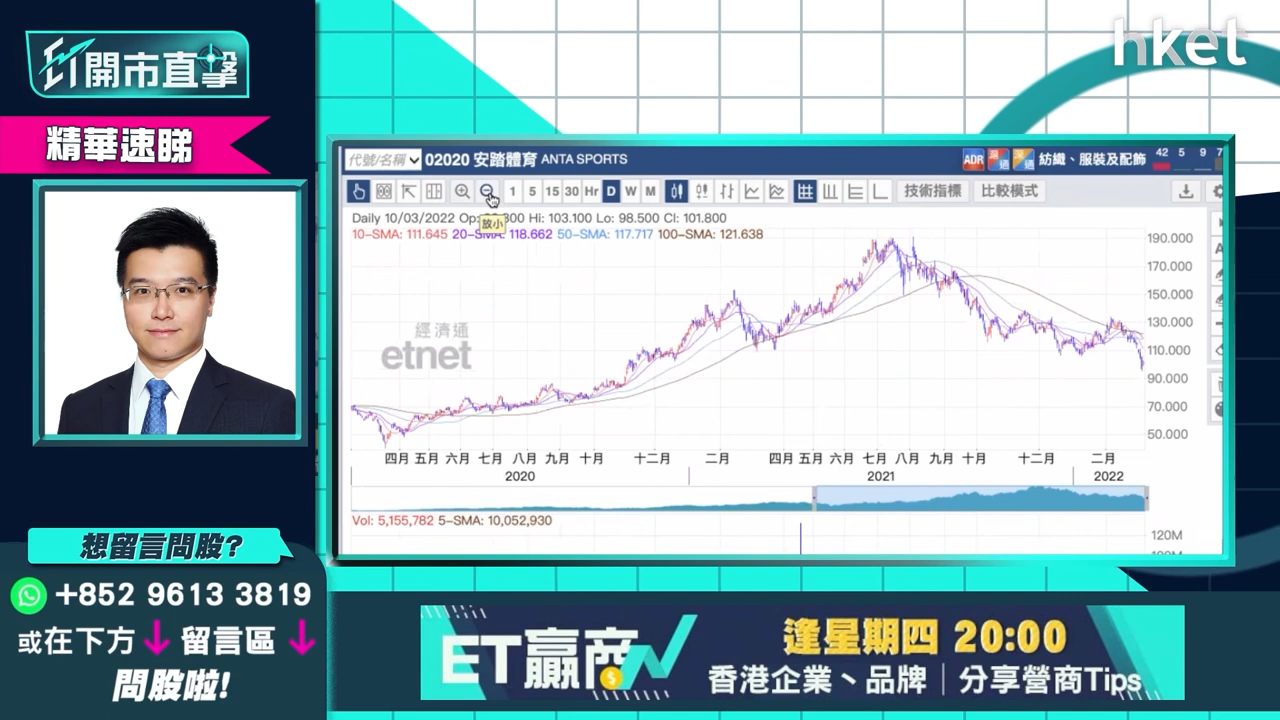 hket
ET開市直擊
精華速睇
代號/名稱 02020 安踏體育 ANTA SPORTS
ADR 滬通 深通 紡織、服裝及配飾 42 5 9 7
1 5 15 30 Hr D W M 技術指標 比較模式
放小
Daily 10/03/2022 Op: 800 Hi: 103.100 Lo: 98.500 Cl: 101.800
10-SMA: 111.645 20-SMA: 118.662 50-SMA: 117.717 100-SMA: 121.638
190.000
170.000
150.000
130.000
110.000
90.000
70.000
50.000
經濟通
etnet
四月 五月 六月 七月 八月 九月 十月 十二月 二月 四月 五月 六月 七月 八月 九月 十月 十二月 二月
2020 2021 2022
Vol: 5,155,782 5-SMA: 10,052,930
120M
想留言問股?
+852 9613 3819
或在下方 留言區
問股啦!
ET贏商
逢星期四 20:00
香港企業、品牌｜分享營商Tips